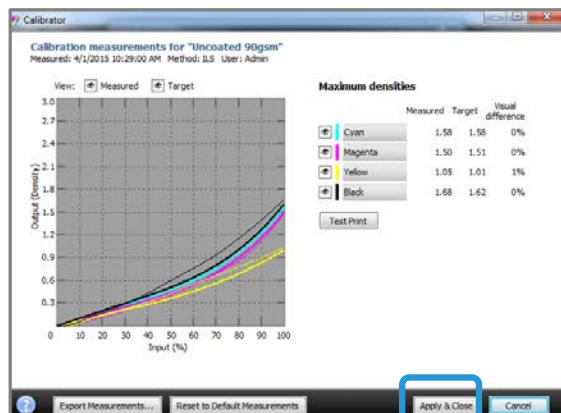 Calibrator
Calibration measurements for "Uncoated 90gsm"
Measured: 4/1/2015 10:29:00 AM Method: ILS User: Admin
View: Measured Target
3.0
2.7
2.4
2.1
1.8
1.5
1.2
0.9
0.6
0.3
Output (Density)
0 10 20 30 40 50 60 70 80 90 100
Input (%)
Maximum densities
Measured Target Visual difference
Cyan 1.58 1.58 0%
Magenta 1.50 1.51 0%
Yellow 1.05 1.01 1%
Black 1.68 1.62 0%
Test Print
Export Measurements... Reset to Default Measurements Apply & Close Cancel